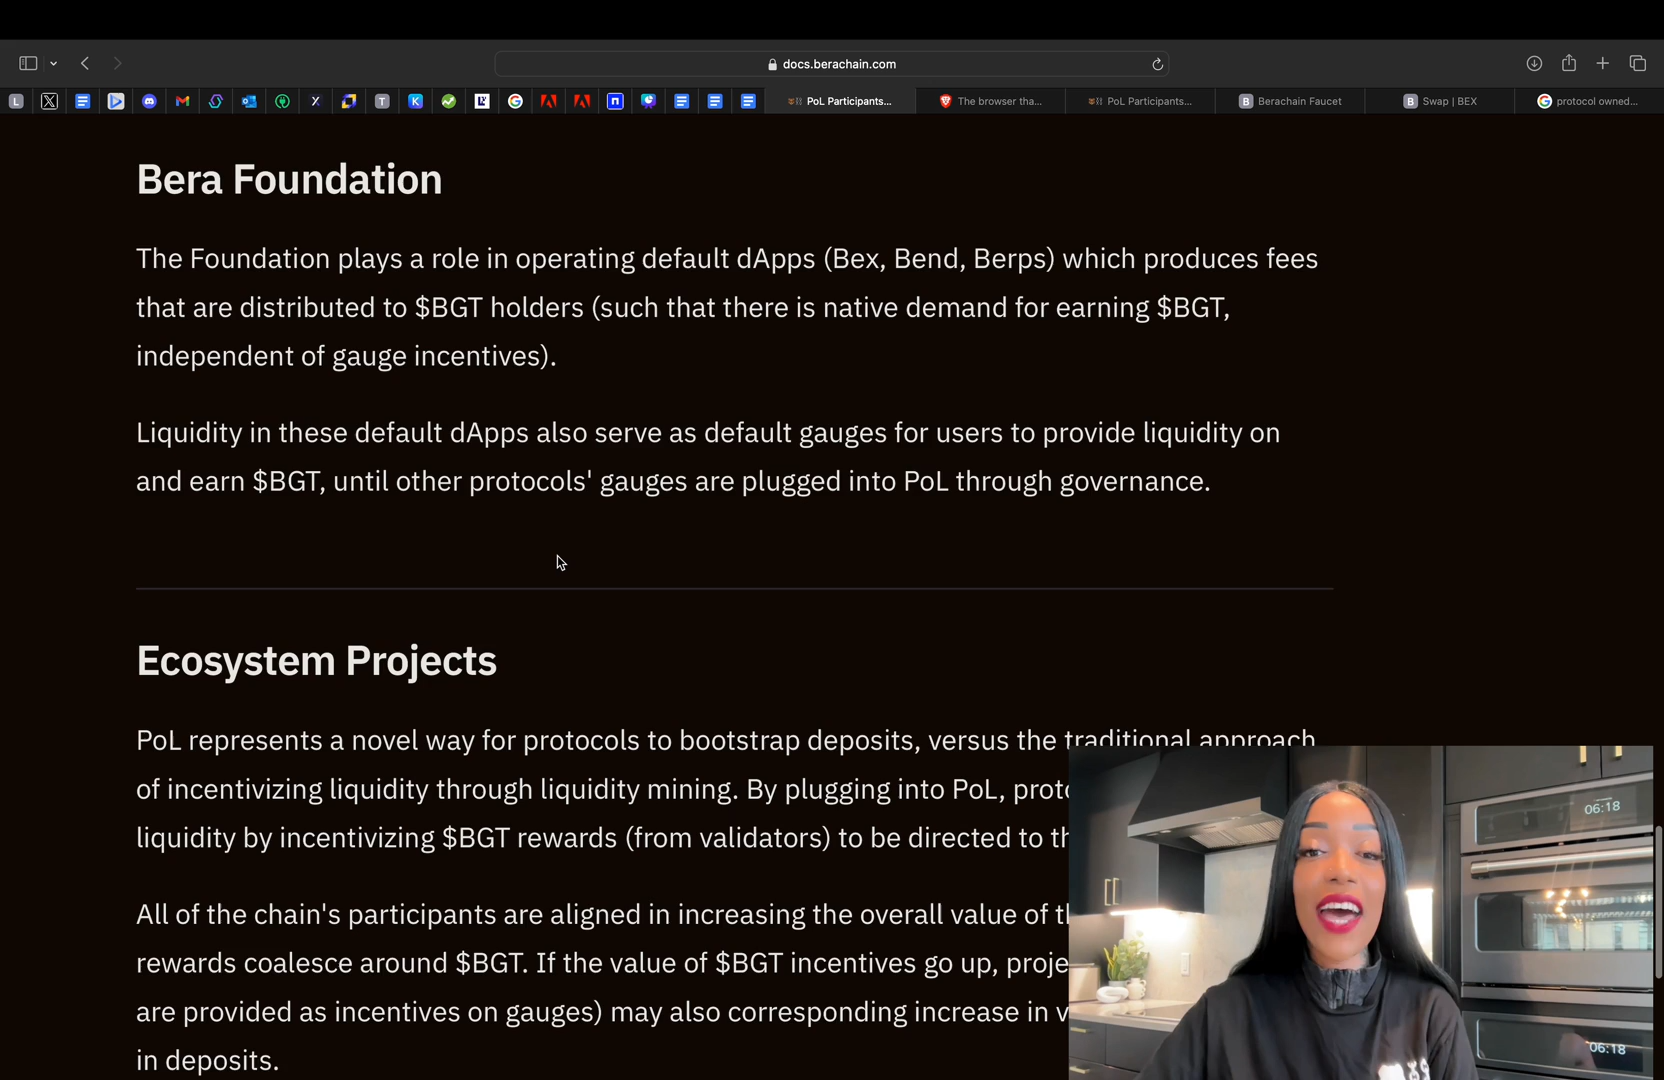 docs.berachain.com
PoL Participants...
The browser tha...
PoL Participants...
Berachain Faucet
Swap | BEX
protocol owned...
Bera Foundation
The Foundation plays a role in operating default dApps (Bex, Bend, Berps) which produces fees
that are distributed to $BGT holders (such that there is native demand for earning $BGT,
independent of gauge incentives).
Liquidity in these default dApps also serve as default gauges for users to provide liquidity on
and earn $BGT, until other protocols' gauges are plugged into PoL through governance.
Ecosystem Projects
PoL represents a novel way for protocols to bootstrap deposits, versus the traditional approach
of incentivizing liquidity through liquidity mining. By plugging into PoL,
liquidity by incentivizing $BGT rewards (from validators) to be directed to
All of the chain's participants are aligned in increasing the overall value of
rewards coalesce around $BGT. If the value of $BGT incentives go up,
are provided as incentives on gauges) may also corresponding increase in
in deposits.
06:18
06:18